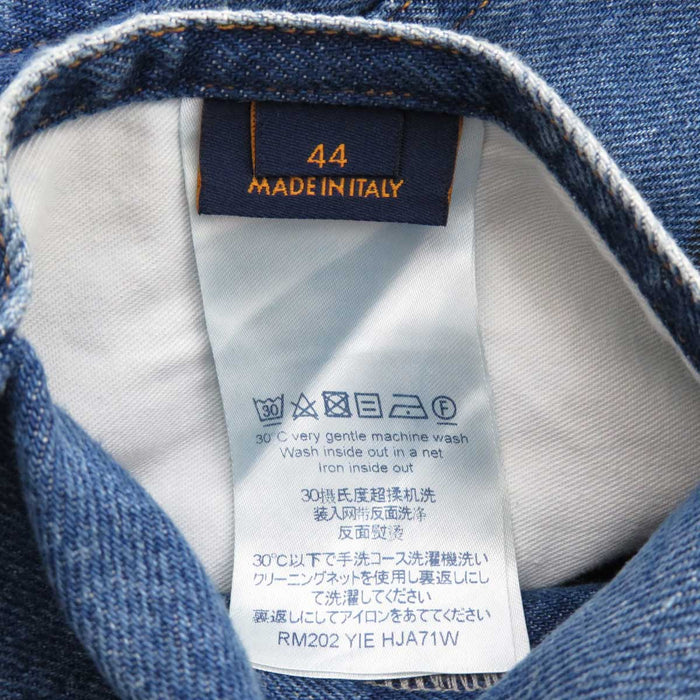 44
MADE IN ITALY
30 F
30°C very gentle machine wash
Wash inside out in a net
Iron inside out
30摄氏度超揉机洗
装入网带反面洗净
反面熨烫
30℃以下で手洗コース洗濯機洗い
クリーニングネットを使用し裏返しに
して洗濯してください
裏返しにしてアイロンをあててください
RM202 YIE HJA71W